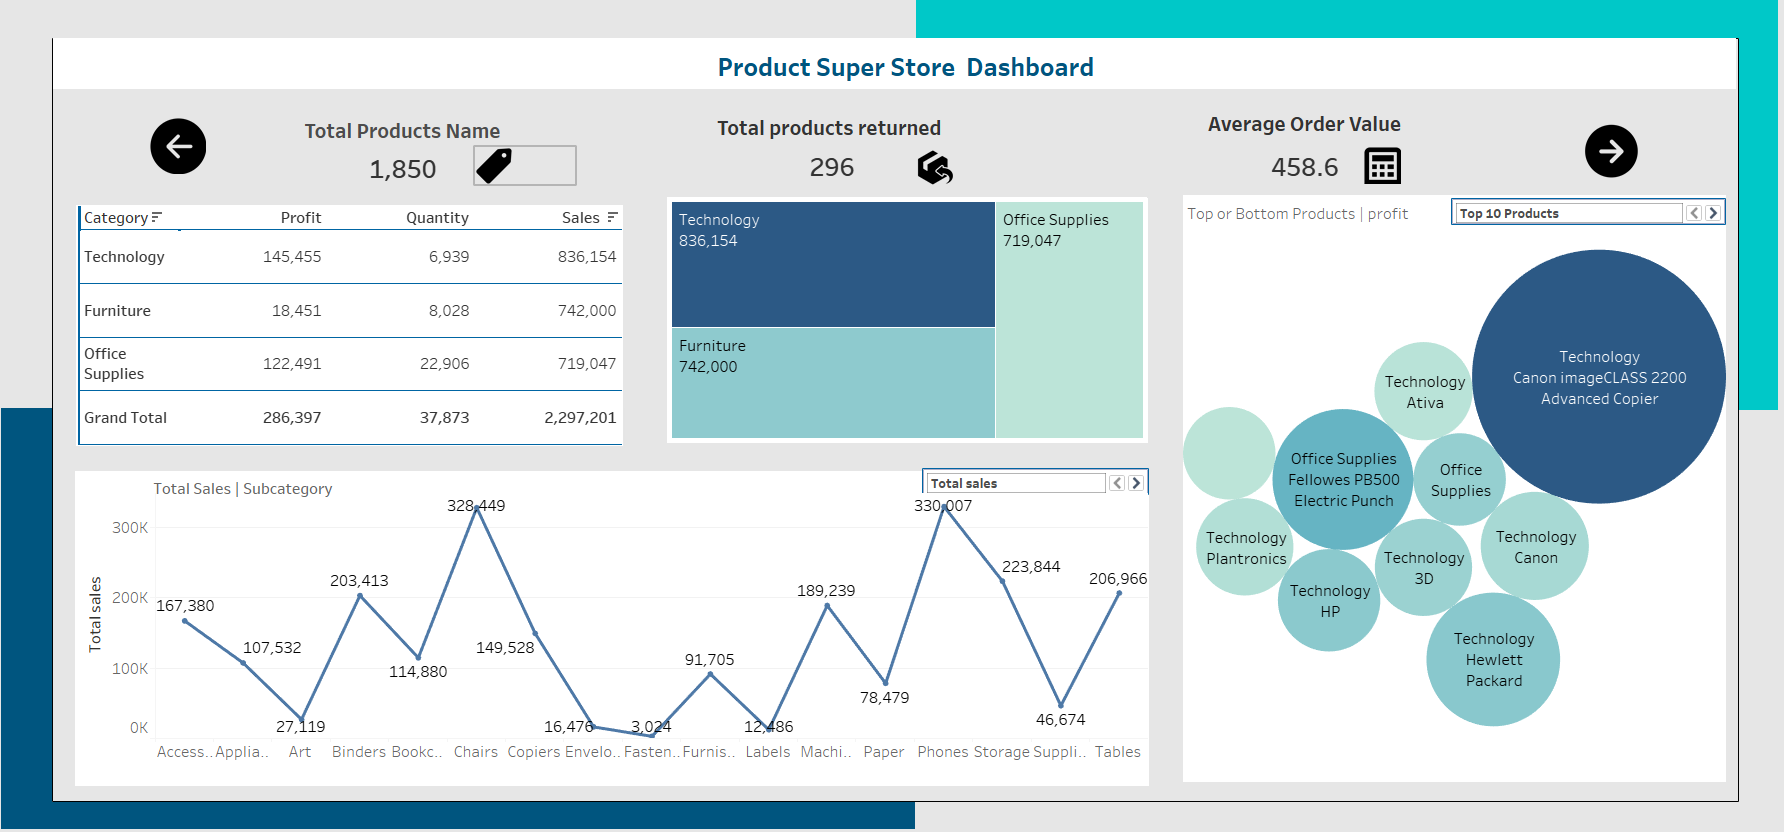 Product Super Store  Dashboard
Total Products Name
1,850
Total products returned
296
Average Order Value
458.6
Category Profit Quantity Sales
Technology 145,455 6,939 836,154
Furniture 18,451 8,028 742,000
Office
Supplies 122,491 22,906 719,047
Grand Total 286,397 37,873 2,297,201
Technology
836,154
Furniture
742,000
Office Supplies
719,047
Top or Bottom Products | profit
Top 10 Products
Technology
Canon imageCLASS 2200
Advanced Copier
Technology
Ativa
Office Supplies
Fellowes PB500
Electric Punch
Office
Supplies
Technology
Plantronics
Technology
Canon
Technology
3D
Technology
HP
Technology
Hewlett
Packard
Total Sales | Subcategory
Total sales
Total sales
300K
200K
100K
0K
167,380
107,532
27,119
203,413
114,880
328,449
149,528
16,476
3,024
91,705
12,486
189,239
78,479
330,007
223,844
46,674
206,966
Access.. Applia.. Art Binders Bookc.. Chairs Copiers Envelo.. Fasten.. Furnis.. Labels Machi.. Paper Phones Storage Suppli.. Tables